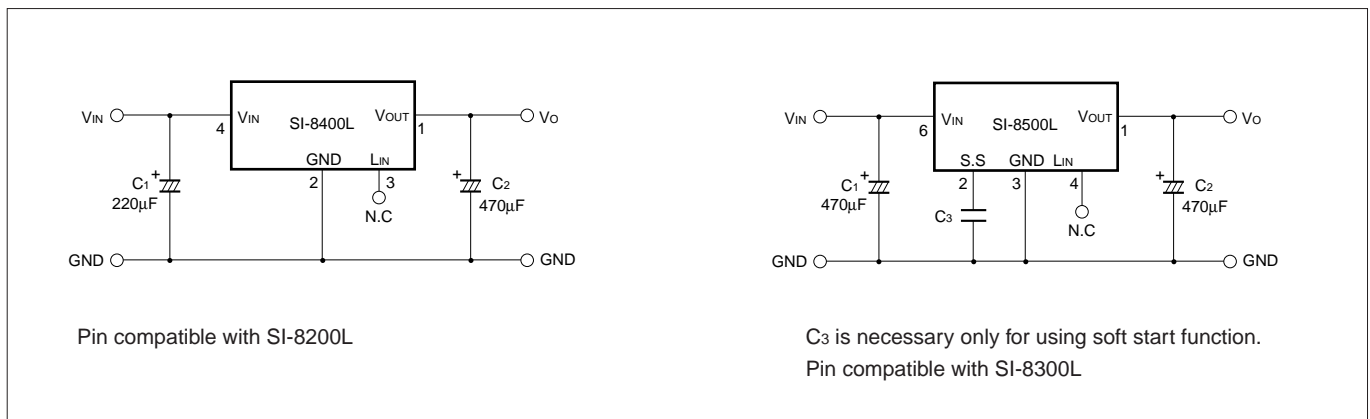 VIN VIN VOUT VO
4 SI-8400L 1
GND LIN
2 3
C1 + C2 +
220μF 470μF
N.C
GND GND
Pin compatible with SI-8200L
VIN VIN VOUT VO
6 SI-8500L 1
S.S GND LIN
2 3 4
C1 + C2 +
470μF C3 470μF
N.C
GND GND
C3 is necessary only for using soft start function.
Pin compatible with SI-8300L